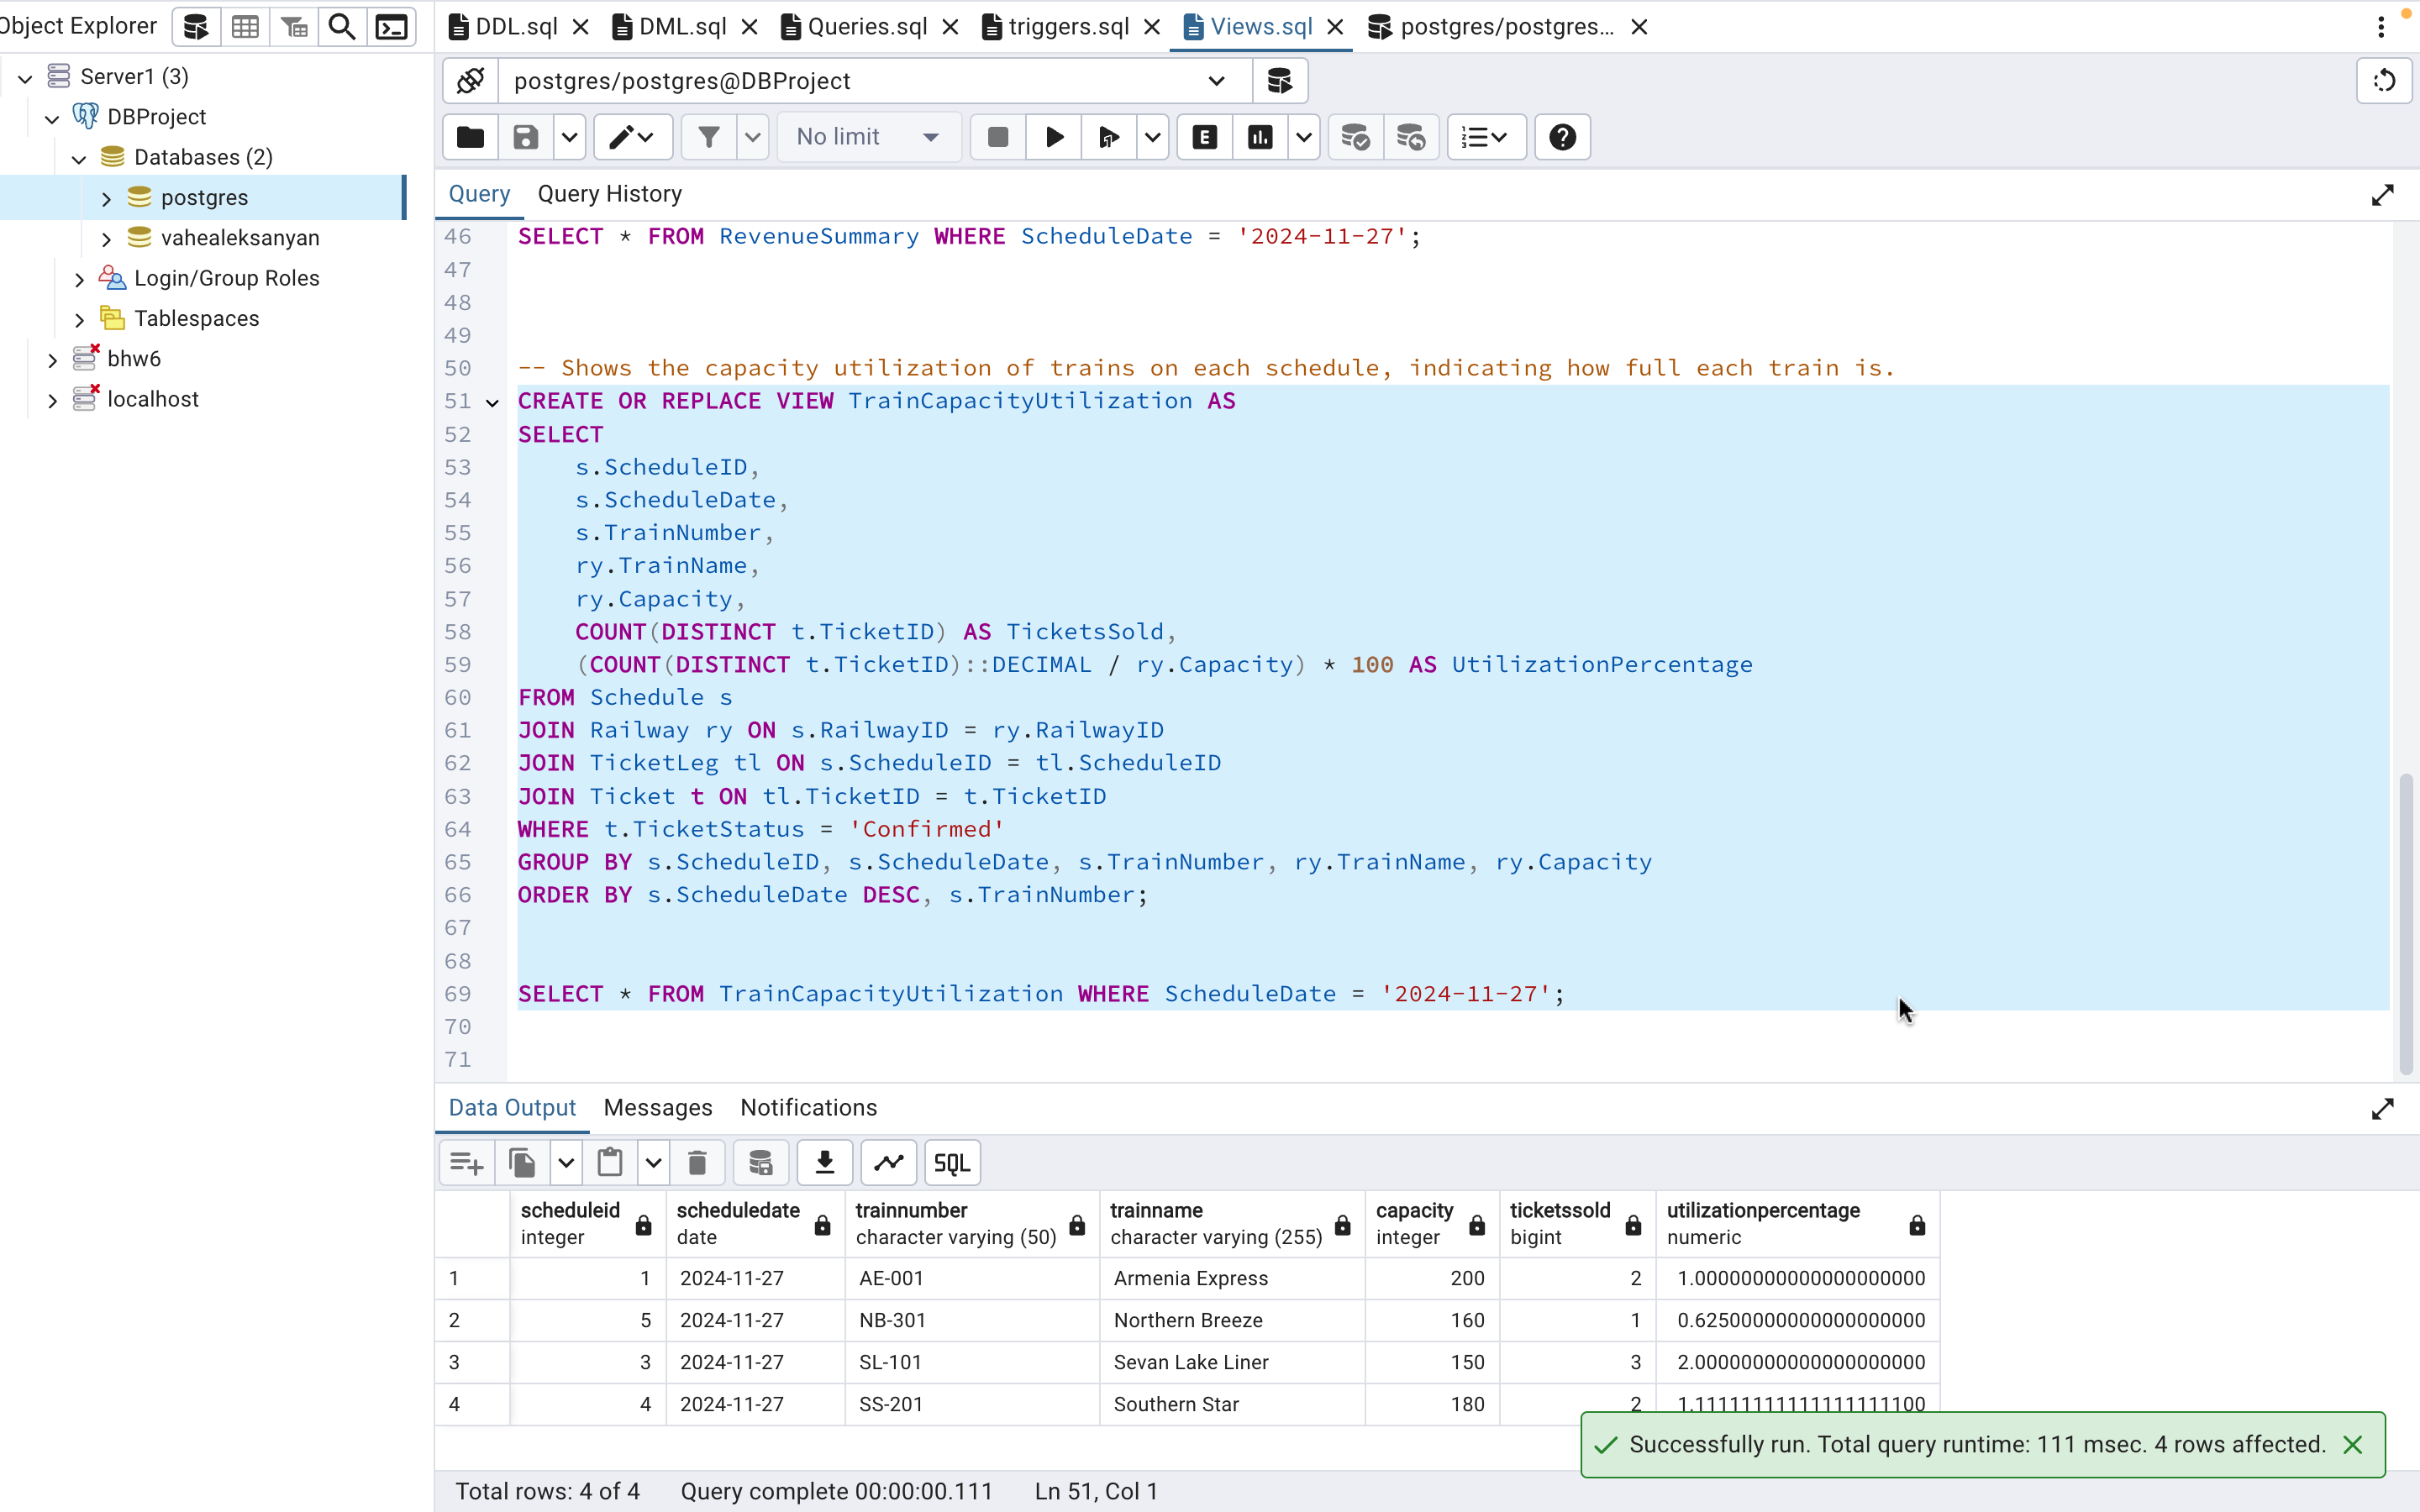 Object Explorer
DDL.sql
DML.sql
Queries.sql
triggers.sql
Views.sql
postgres/postgres...
Server1 (3)
DBProject
Databases (2)
postgres
vahealeksanyan
Login/Group Roles
Tablespaces
bhw6
localhost
postgres/postgres@DBProject
No limit
E
Query
Query History
46 SELECT * FROM RevenueSummary WHERE ScheduleDate = '2024-11-27';
47
48
49
50 -- Shows the capacity utilization of trains on each schedule, indicating how full each train is.
51 CREATE OR REPLACE VIEW TrainCapacityUtilization AS
52 SELECT
53     s.ScheduleID,
54     s.ScheduleDate,
55     s.TrainNumber,
56     ry.TrainName,
57     ry.Capacity,
58     COUNT(DISTINCT t.TicketID) AS TicketsSold,
59     (COUNT(DISTINCT t.TicketID)::DECIMAL / ry.Capacity) * 100 AS UtilizationPercentage
60 FROM Schedule s
61 JOIN Railway ry ON s.RailwayID = ry.RailwayID
62 JOIN TicketLeg tl ON s.ScheduleID = tl.ScheduleID
63 JOIN Ticket t ON tl.TicketID = t.TicketID
64 WHERE t.TicketStatus = 'Confirmed'
65 GROUP BY s.ScheduleID, s.ScheduleDate, s.TrainNumber, ry.TrainName, ry.Capacity
66 ORDER BY s.ScheduleDate DESC, s.TrainNumber;
67
68
69 SELECT * FROM TrainCapacityUtilization WHERE ScheduleDate = '2024-11-27';
70
71
Data Output
Messages
Notifications
SQL
scheduleid scheduledate trainnumber trainname capacity ticketssold utilizationpercentage
integer date character varying (50) character varying (255) integer bigint numeric
1 1 2024-11-27 AE-001 Armenia Express 200 2 1.00000000000000000000
2 5 2024-11-27 NB-301 Northern Breeze 160 1 0.62500000000000000000
3 3 2024-11-27 SL-101 Sevan Lake Liner 150 3 2.00000000000000000000
4 4 2024-11-27 SS-201 Southern Star 180 2 1.11111111111111111100
Successfully run. Total query runtime: 111 msec. 4 rows affected.
Total rows: 4 of 4
Query complete 00:00:00.111
Ln 51, Col 1